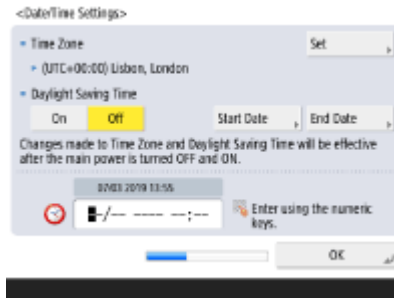 <Date/Time Settings>
Time Zone
Set
(UTC+00:00) Lisbon, London
Daylight Saving Time
On Off Start Date End Date
Changes made to Time Zone and Daylight Saving Time will be effective
after the main power is turned OFF and ON.
07/03 2019 13:55
-/-- ---- --:--
Enter using the numeric
keys.
OK